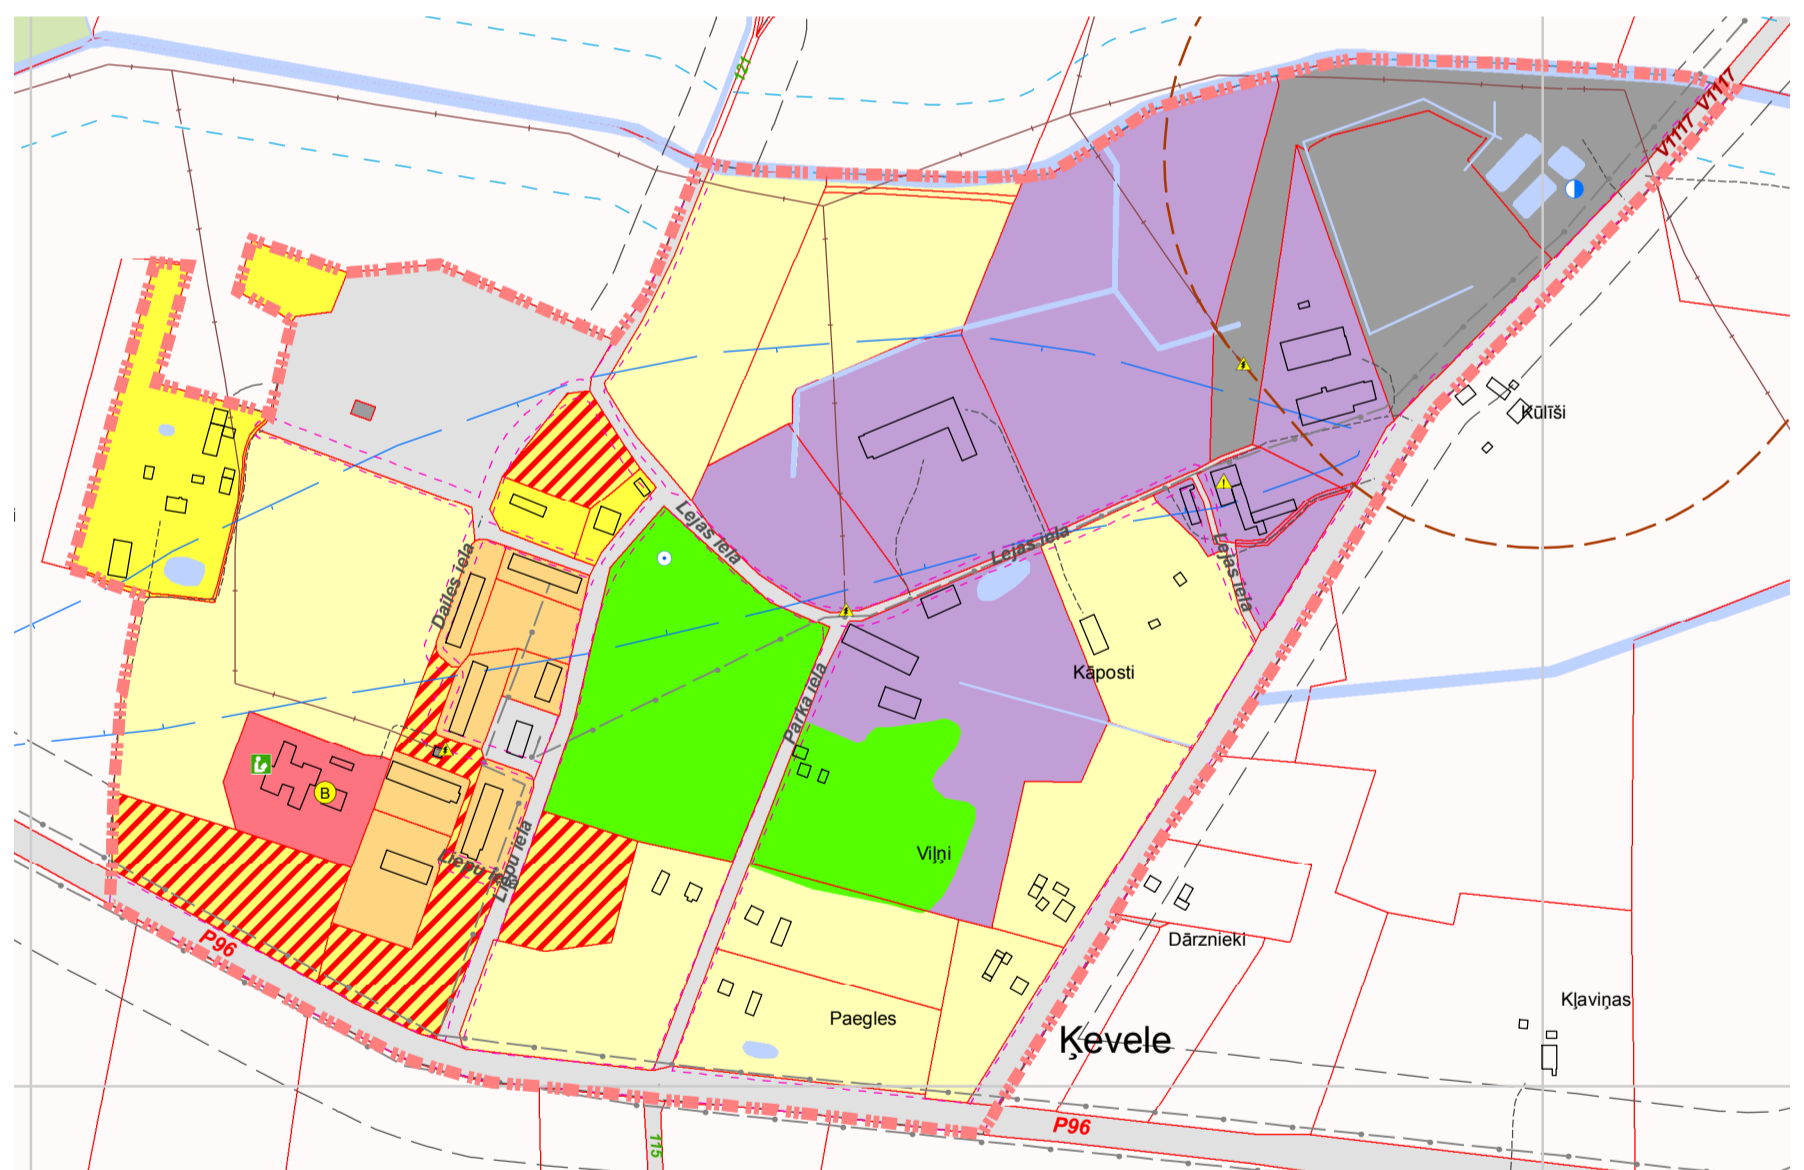 121
V1117
V1117
Kūlīši
i
Lejas iela
Lejas iela
Lejas iela
Dailes iela
Kāposti
Parka iela
B
Viļņi
Liepu iela
Liepu iela
P96
Dārznieki
Kļaviņas
Paegles
Ķevele
P96
115